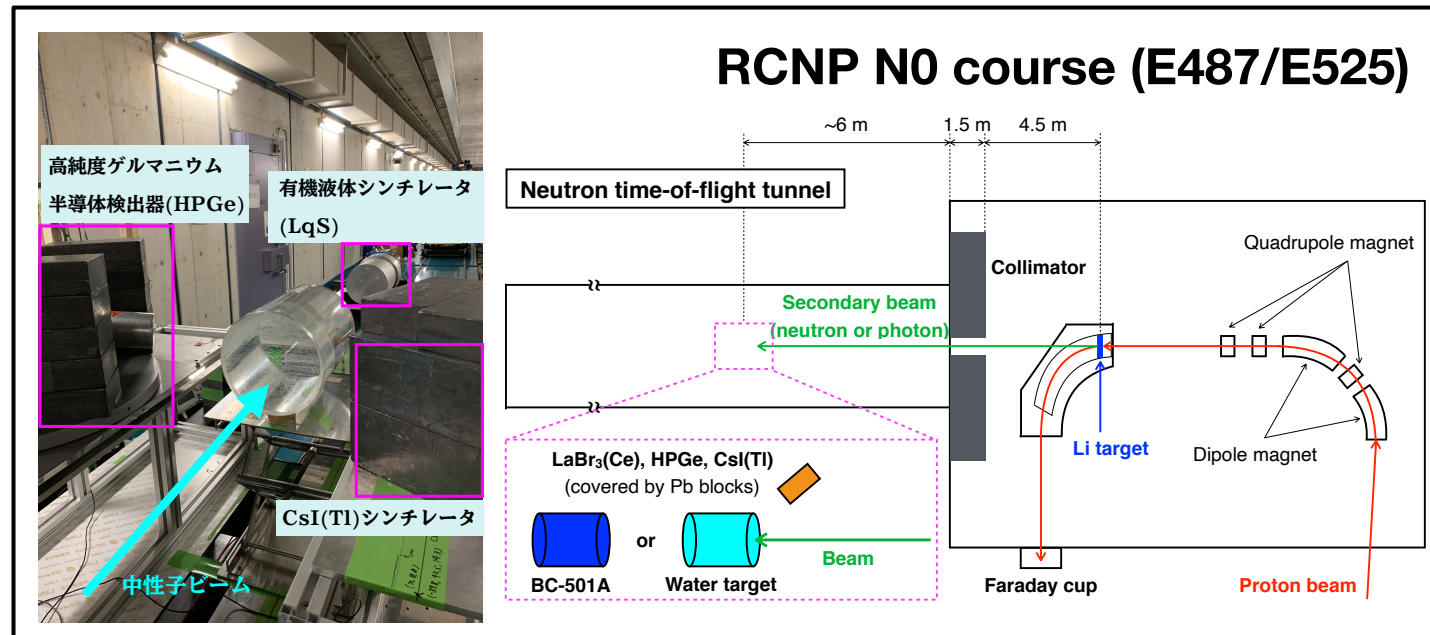 RCNP N0 course (E487/E525)
高純度ゲルマニウム
半導体検出器(HPGe)
有機液体シンチレータ
(LqS)
CsI(Tl)シンチレータ
中性子ビーム
~6 m
1.5 m
4.5 m
Neutron time-of-flight tunnel
Collimator
Quadrupole magnet
Secondary beam
(neutron or photon)
Li target
Dipole magnet
LaBr₃(Ce), HPGe, CsI(Tl)
(covered by Pb blocks)
or
Beam
BC-501A
Water target
Faraday cup
Proton beam